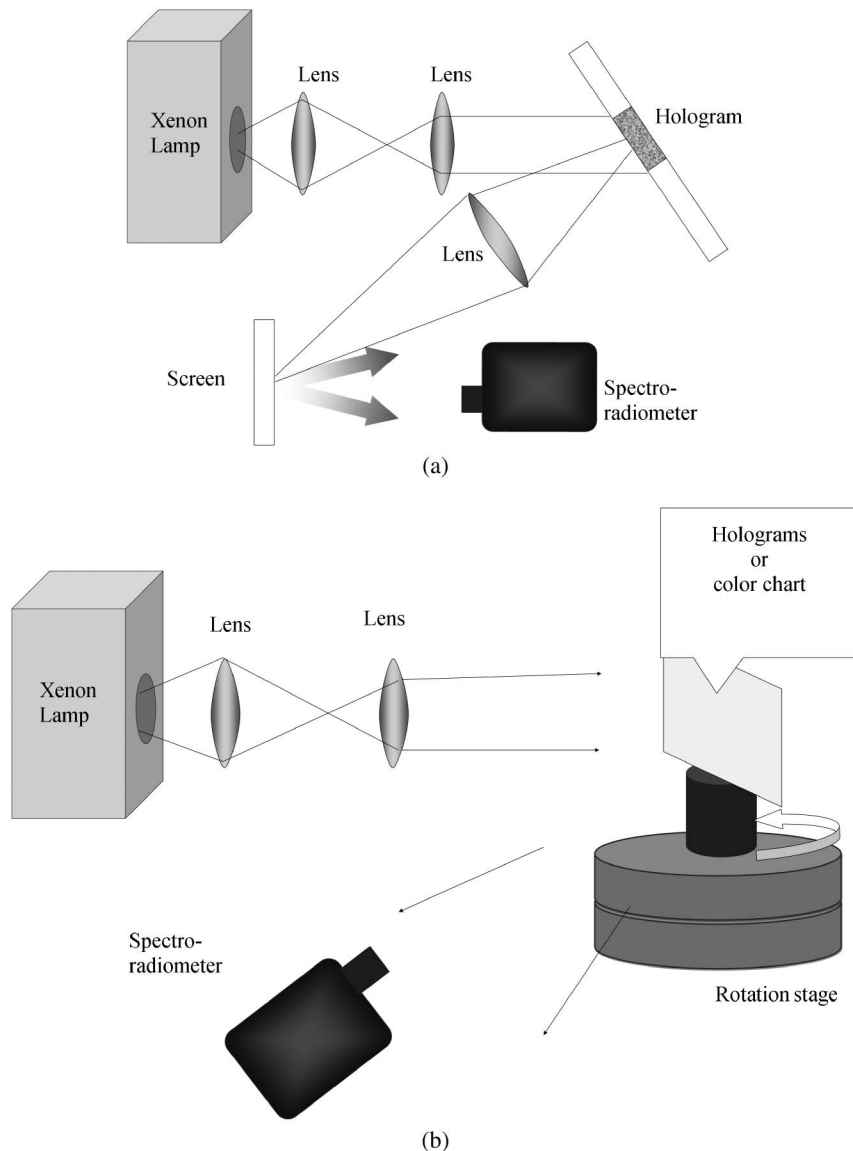 Lens
Lens
Xenon
Lamp
Hologram
Lens
Screen
Spectro-
radiometer
(a)
Holograms
or
color chart
Lens
Lens
Xenon
Lamp
Spectro-
radiometer
Rotation stage
(b)